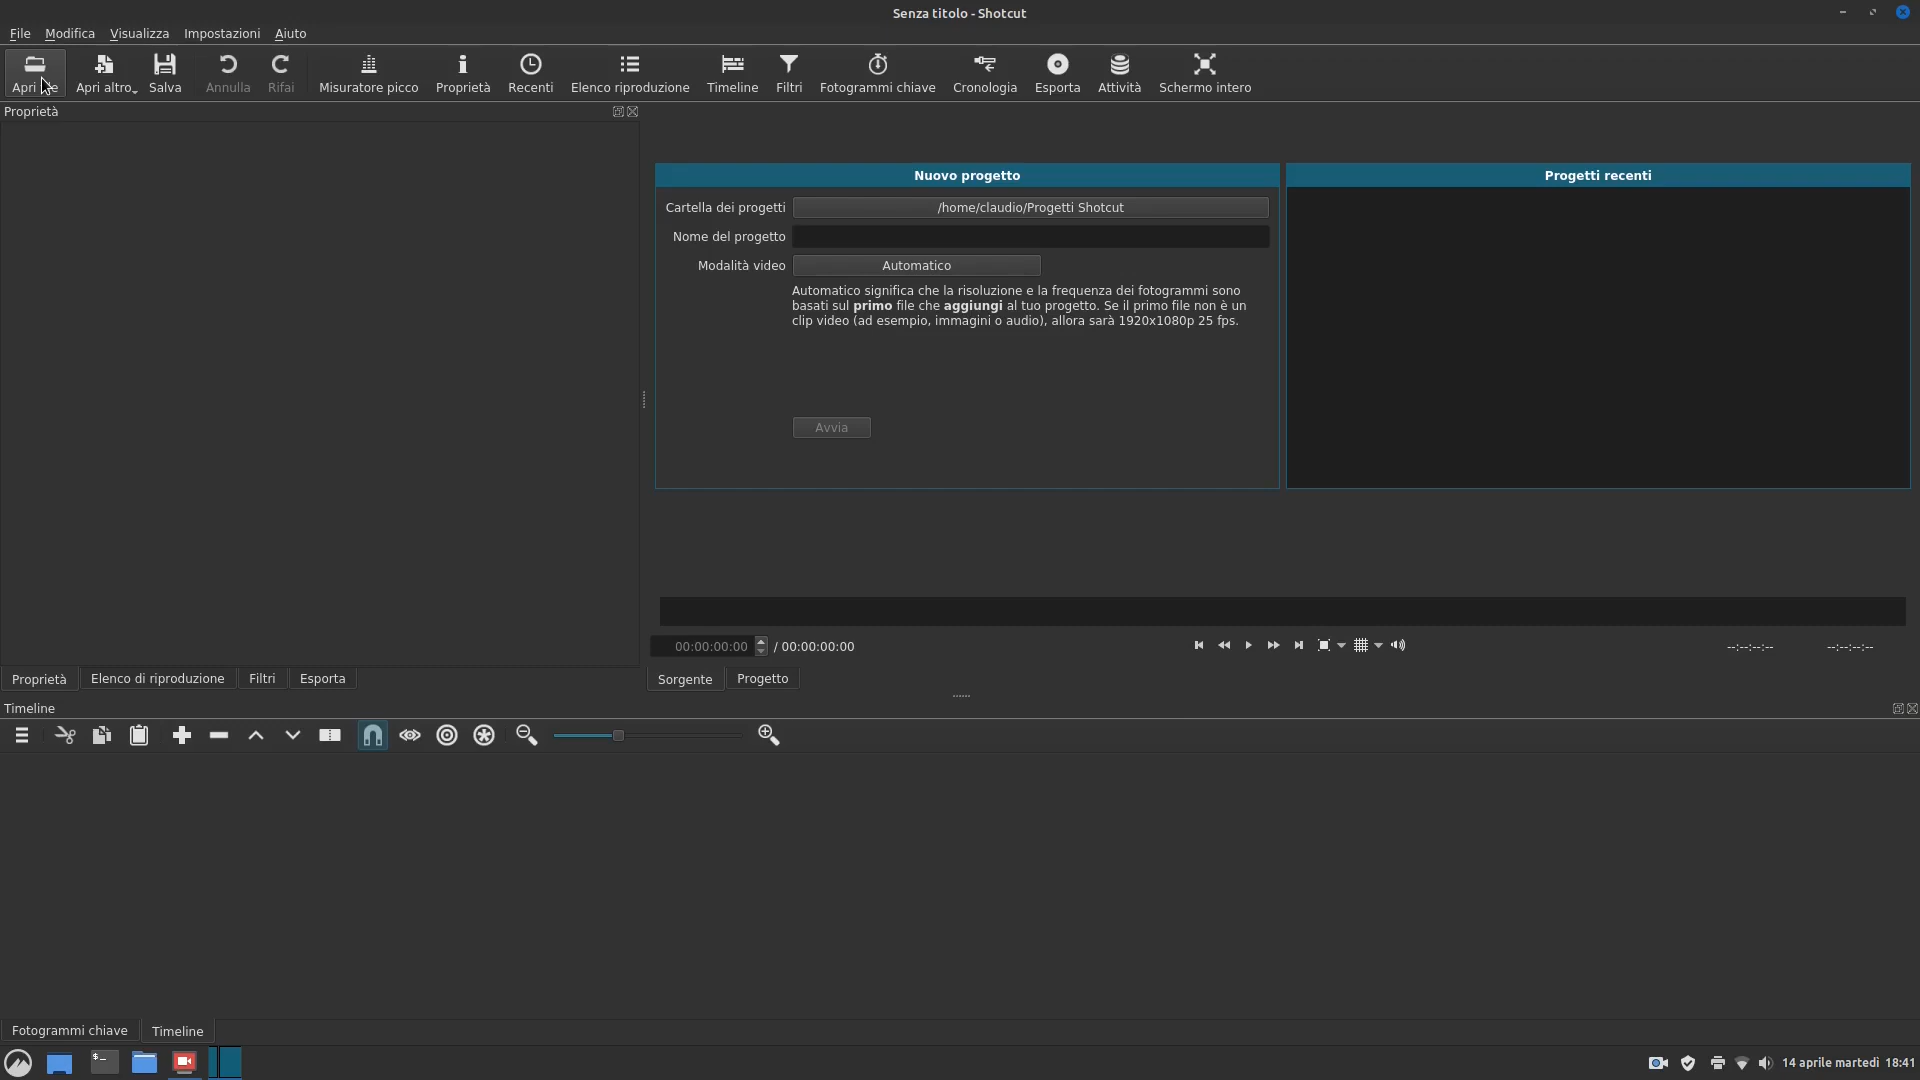 Senza titolo - Shotcut
File Modifica Visualizza Impostazioni Aiuto
Apri Apri altro Salva Annulla Rifai Misuratore picco Proprietà Recenti Elenco riproduzione Timeline Filtri Fotogrammi chiave Cronologia Esporta Attività Schermo intero
Proprietà
Nuovo progetto
Progetti recenti
Cartella dei progetti /home/claudio/Progetti Shotcut
Nome del progetto
Modalità video Automatico
Automatico significa che la risoluzione e la frequenza dei fotogrammi sono
basati sul primo file che aggiungi al tuo progetto. Se il primo file non è un
clip video (ad esempio, immagini o audio), allora sarà 1920x1080p 25 fps.
Avvia
00:00:00:00 / 00:00:00:00
--:--:--:-- --:--:--:--
Proprietà Elenco di riproduzione Filtri Esporta
Sorgente Progetto
Timeline
Fotogrammi chiave Timeline
$_
14 aprile martedì 18:41